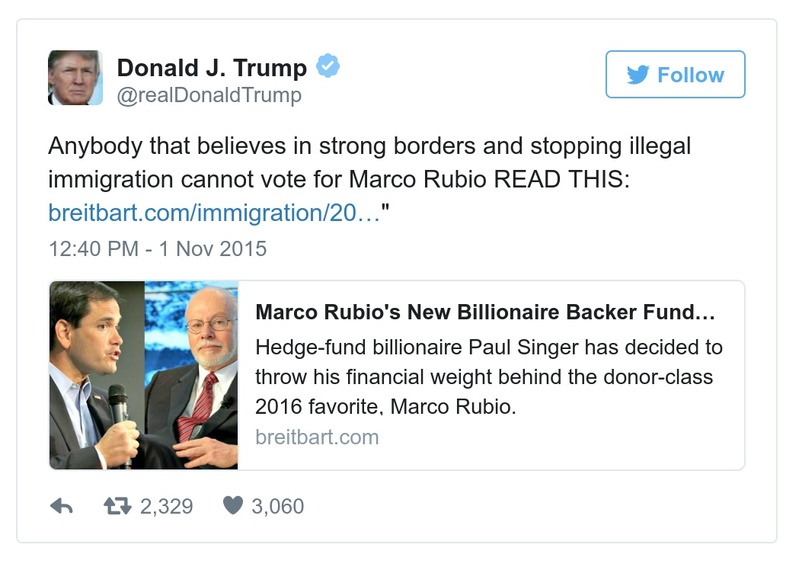 Donald J. Trump
@realDonaldTrump
Follow
Anybody that believes in strong borders and stopping illegal
immigration cannot vote for Marco Rubio READ THIS:
breitbart.com/immigration/20…"
12:40 PM - 1 Nov 2015
Marco Rubio's New Billionaire Backer Fund…
Hedge-fund billionaire Paul Singer has decided to
throw his financial weight behind the donor-class
2016 favorite, Marco Rubio.
breitbart.com
2,329 3,060